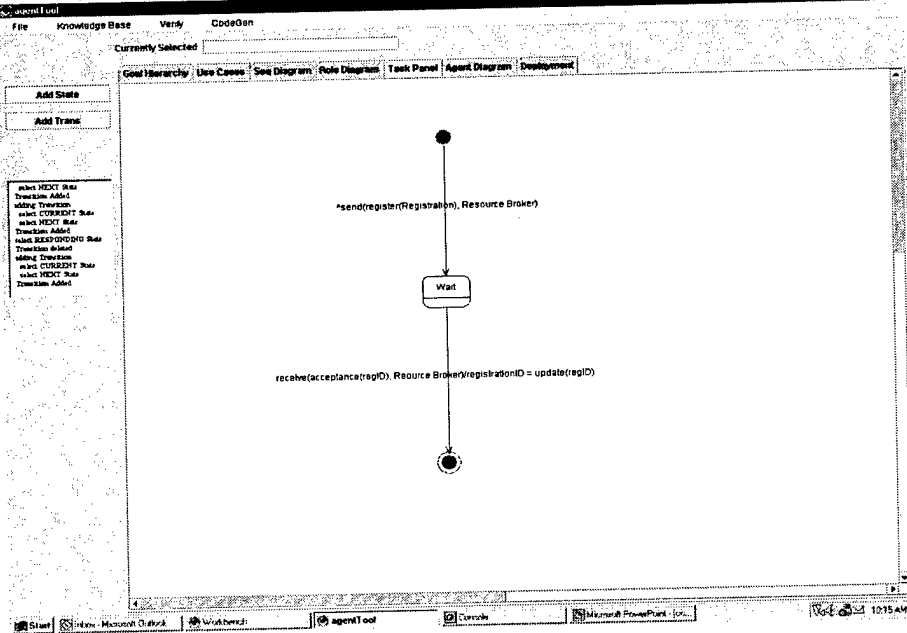 agentTool
File Knowledge Base Verify CodeGen
Currently Selected
Goal Hierarchy Use Cases Seq Diagram Role Diagram Task Panel Agent Diagram Deployment
Add State
Add Trans
select NEXT State
Transition Added
adding Transition
select CURRENT State
select NEXT State
Transition Added
select RESPONDING State
Transition deleted
adding Transition
select CURRENT State
select NEXT State
Transition Added
^send(register(Registration), Resource Broker)
Wait
receive(acceptance(regID), Reource Broker)/registrationID = update(regID)
Start Inbox - Microsoft Outlook Workbench agentTool Console Microsoft PowerPoint - 10:15 AM